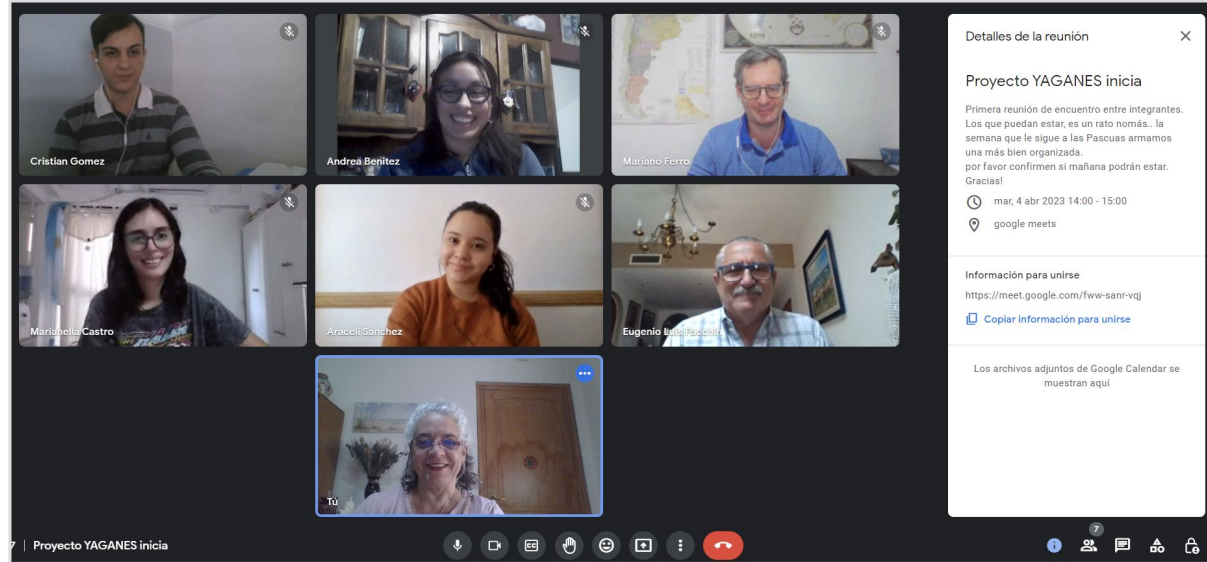 Cristian Gomez
Andrea Benitez
Mariano Ferro
Marianella Castro
Araceli Sanchez
Eugenio Luis Facchin
Tú
Detalles de la reunión
Proyecto YAGANES inicia
Primera reunión de encuentro entre integrantes.
Los que puedan estar, es un rato nomás.. la
semana que le sigue a las Pascuas armamos
una más bien organizada.
por favor confirmen si mañana podrán estar.
Gracias!
mar, 4 abr 2023 14:00 - 15:00
google meets
Información para unirse
https://meet.google.com/fww-sanr-vqj
Copiar información para unirse
Los archivos adjuntos de Google Calendar se
muestran aquí
7 | Proyecto YAGANES inicia
CC
7